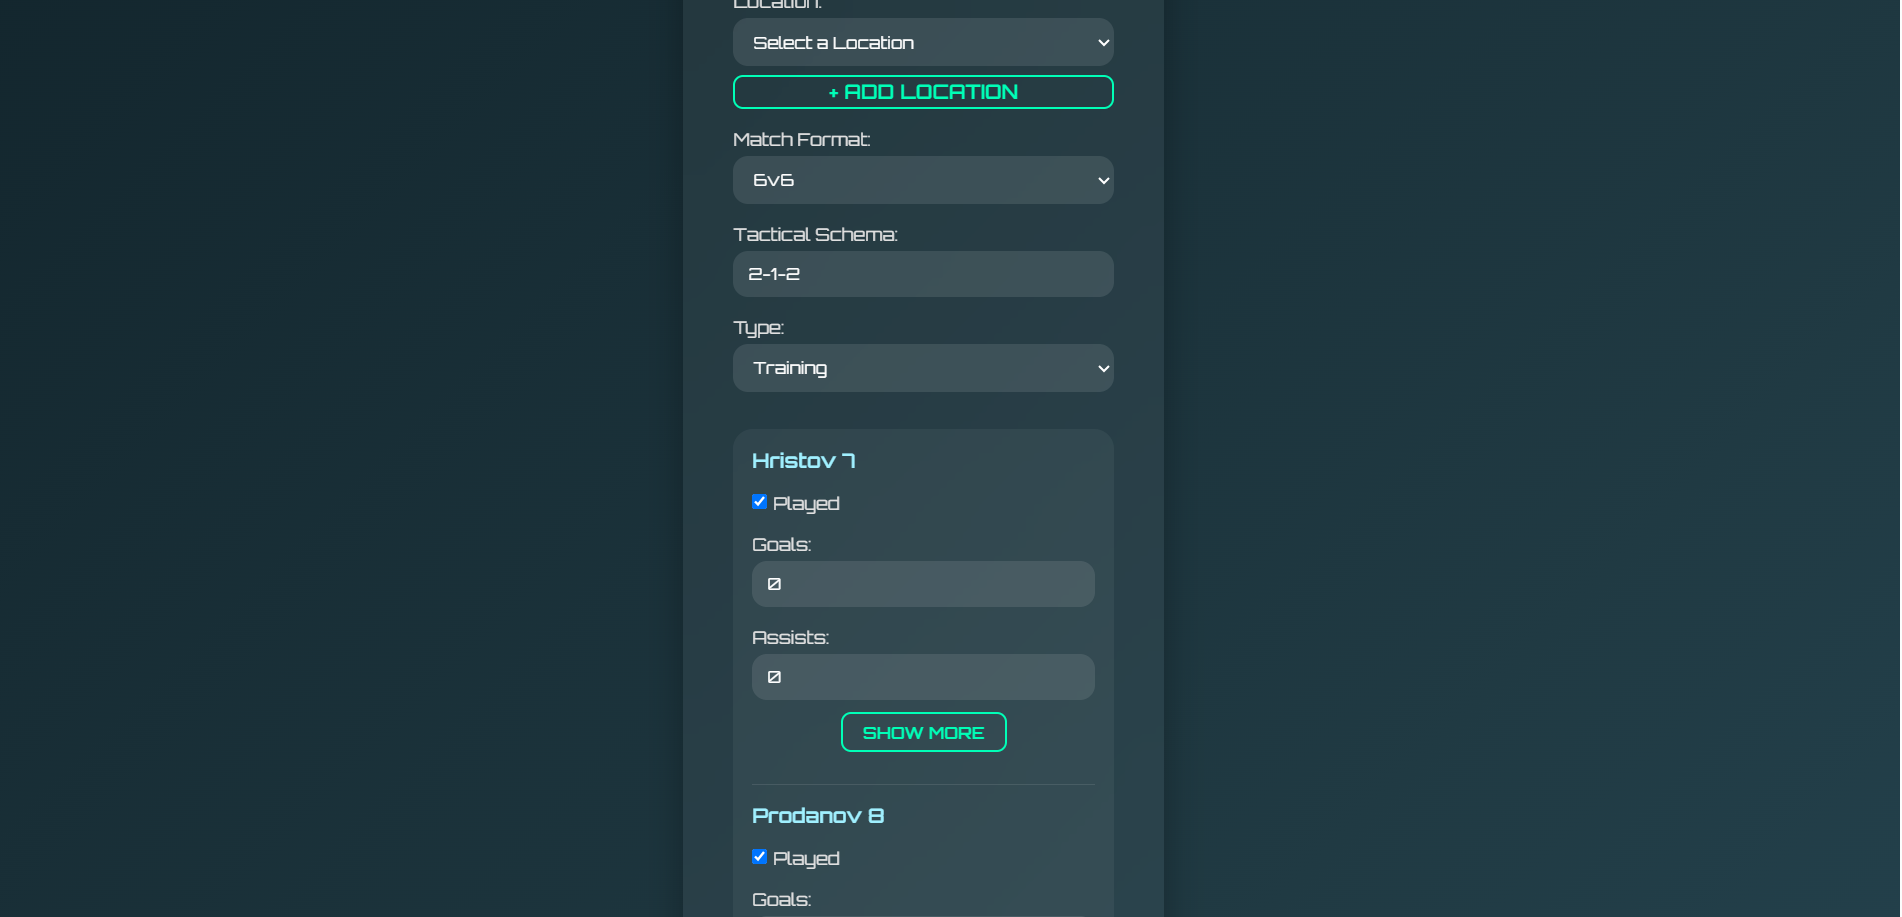 Location:
Select a Location
+ ADD LOCATION
Match Format:
6v6
Tactical Schema:
2-1-2
Type:
Training
Hristov 7
Played
Goals:
0
Assists:
0
SHOW MORE
Prodanov 8
Played
Goals: